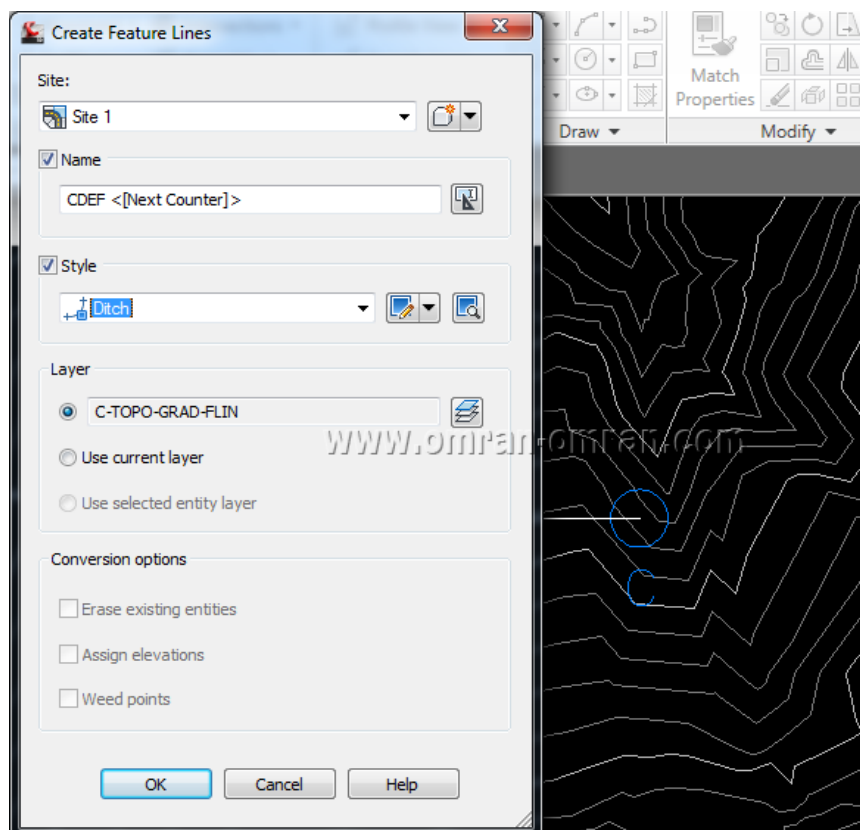 Create Feature Lines
Site:
Site 1
Name
CDEF <[Next Counter]>
Style
Ditch
Layer
C-TOPO-GRAD-FLIN
Use current layer
Use selected entity layer
Conversion options
Erase existing entities
Assign elevations
Weed points
OK Cancel Help
Match
Properties
Draw Modify
www.omran-omran.com
C